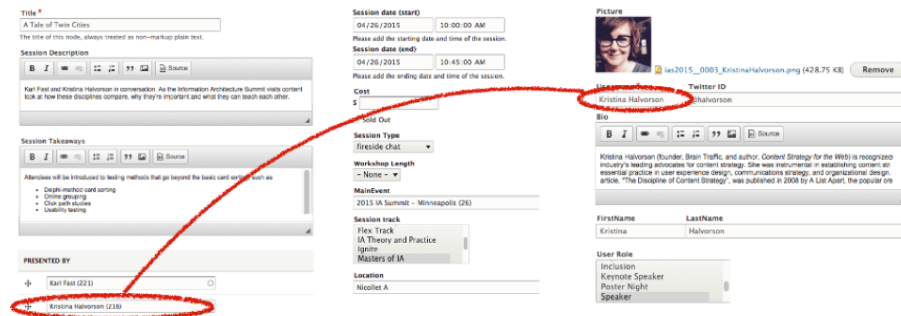 Title *
A Tale of Twin Cities
The title of this node, always treated as non-markup plain text.
Session Description
B I Source
Karl Fast and Kristina Halvorson in conversation. As the Information Architecture Summit visits content
look at how these disciplines compare, why they're important and what they can teach each other.
Session Takeaways
B I Source
Attendees will be introduced to testing methods that go beyond the basic card sorting such as
Delphi-method card sorting
Online grouping
Click path studies
Usability testing
PRESENTED BY
Karl Fast (221)
Kristina Halvorson (216)
Session date (start)
04/26/2015 10:00:00 AM
Please add the starting date and time of the session.
Session date (end)
04/26/2015 10:45:00 AM
Please add the ending date and time of the session.
Cost
$
Sold Out
Session Type
fireside chat
Workshop Length
- None -
MainEvent
2015 IA Summit - Minneapolis (26)
Session track
Flex Track
IA Theory and Practice
Ignite
Masters of IA
Location
Nicollet A
Picture
ias2015__0003_KristinaHalvorson.png (428.75 KB) Remove
Twitter ID
Kristina Halvorson @halvorson
Bio
B I Source
Kristina Halvorson (founder, Brain Traffic, and author, Content Strategy for the Web) is recognized
industry's leading advocates for content strategy. She was instrumental in establishing content str
essential practice in user experience design, communications strategy, and organizational design.
article, "The Discipline of Content Strategy", was published in 2008 by A List Apart, the popular
FirstName LastName
Kristina Halvorson
User Role
Inclusion
Keynote Speaker
Poster Night
Speaker